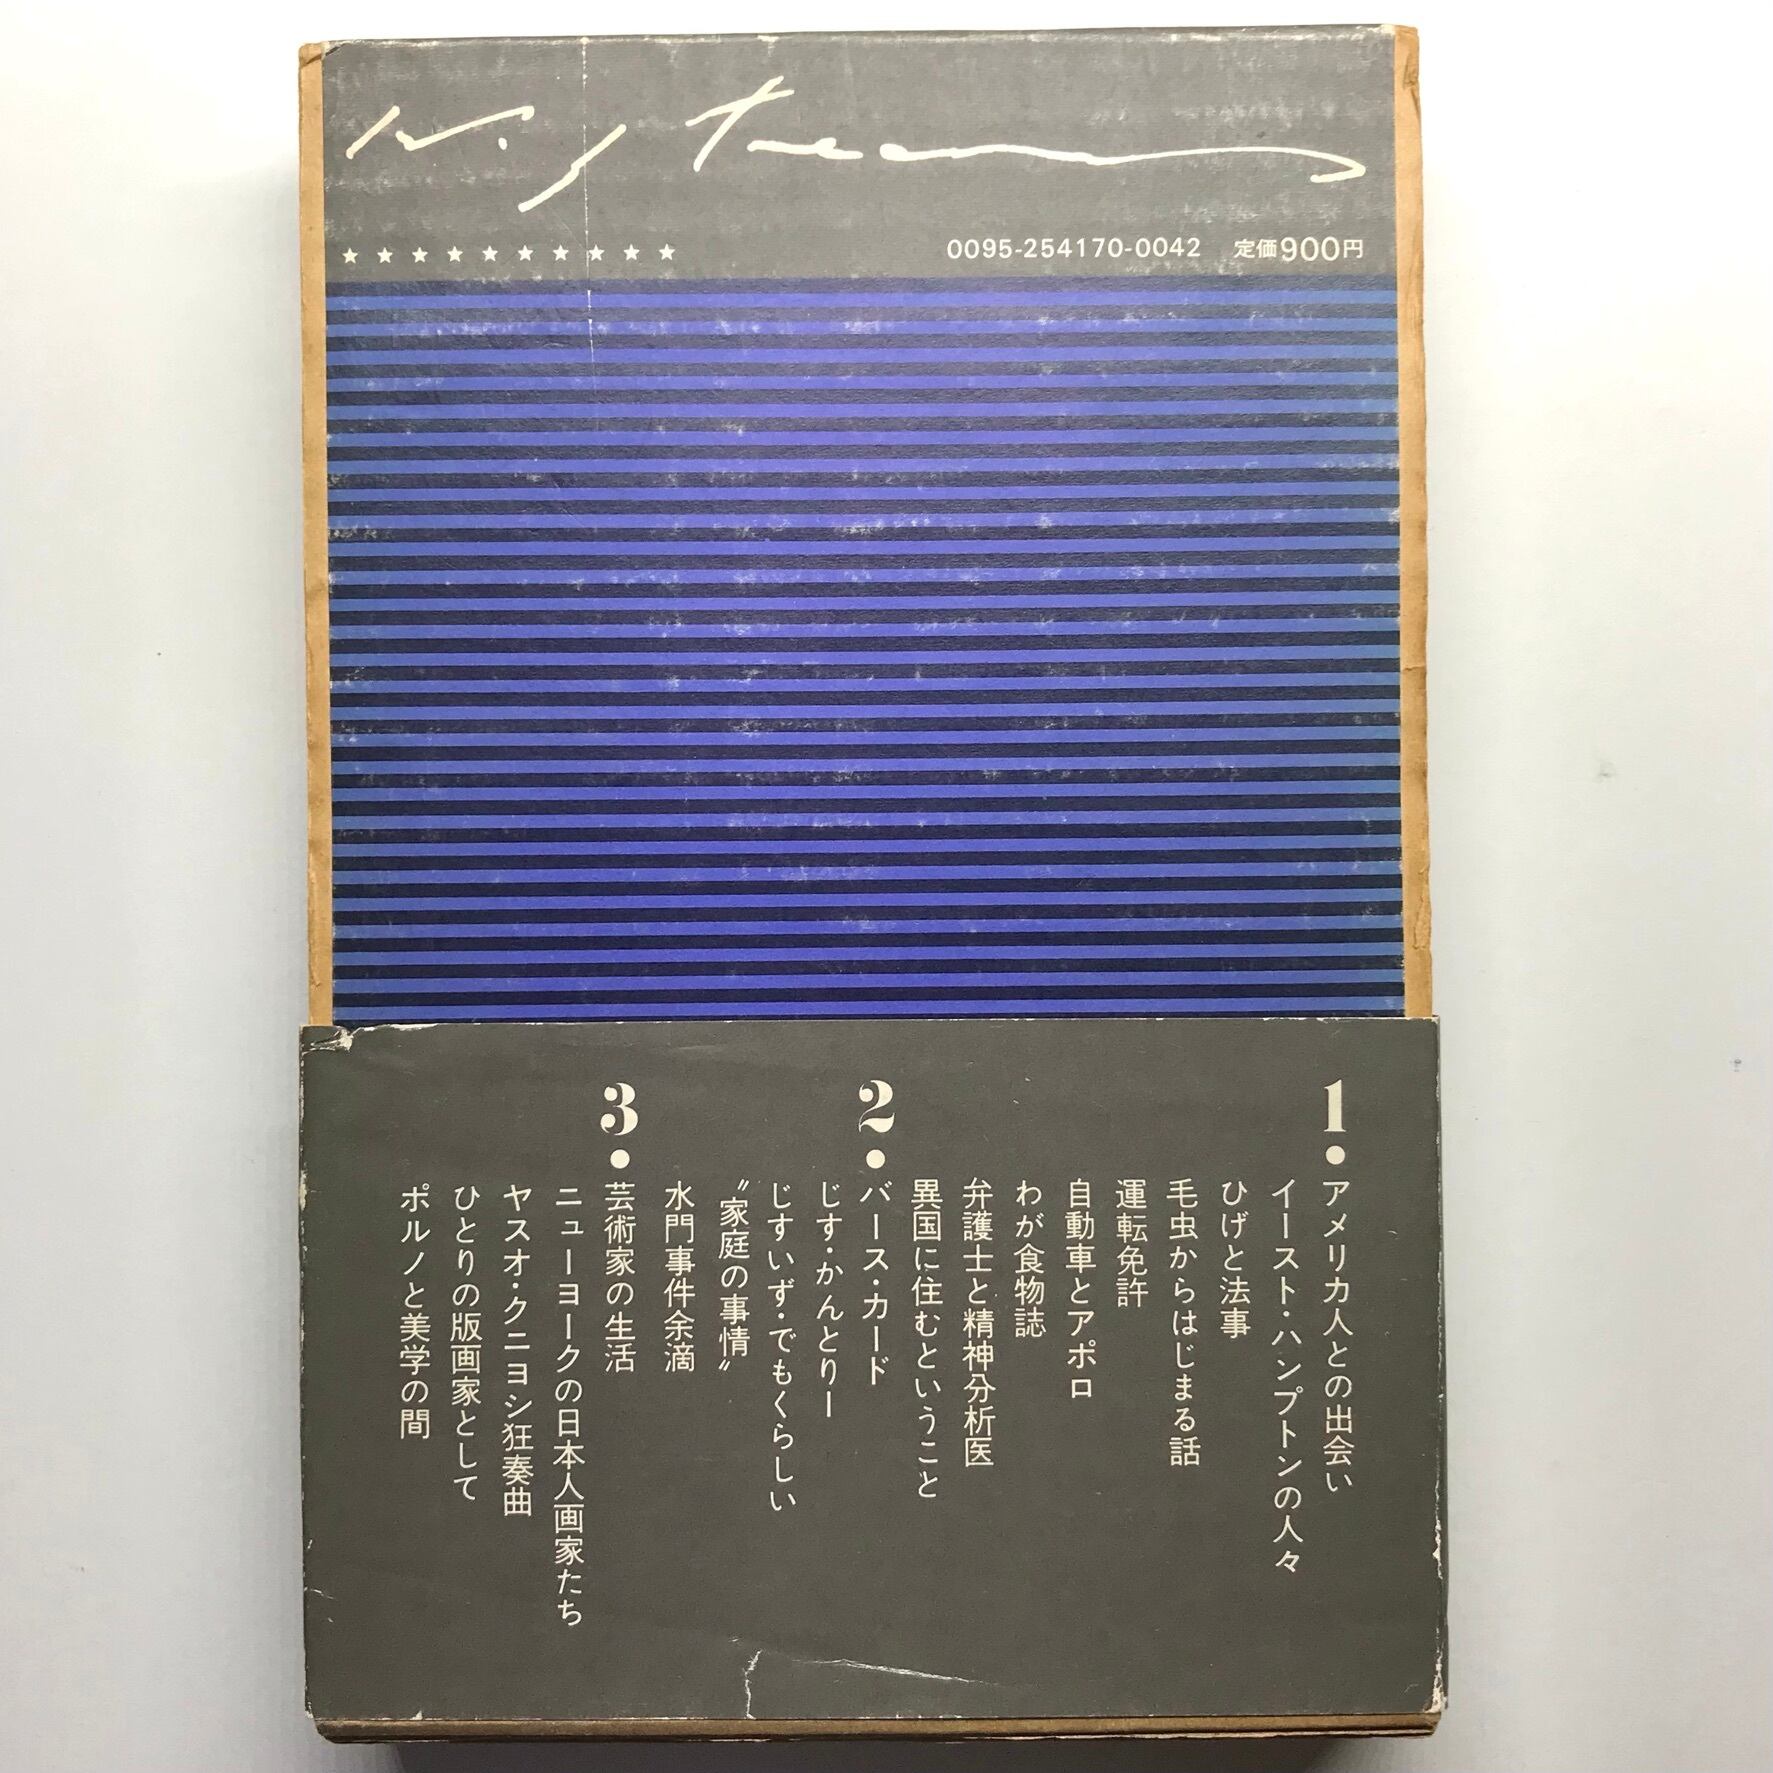 ★★★★★★★★★★
0095-254170-0042 定価900円
1●アメリカ人との出会い
イースト・ハンプトンの人々
ひげと法事
毛虫からはじまる話
運転免許
自動車とアポロ
わが食物誌
弁護士と精神分析医
異国に住むということ
2●バース・カード
じす・かんとりー
じすいず・でもくらしい
〝家庭の事情〟
水門事件余滴
3●芸術家の生活
ニューヨークの日本人画家たち
ヤスオ・クニヨシ狂奏曲
ひとりの版画家として
ポルノと美学の間